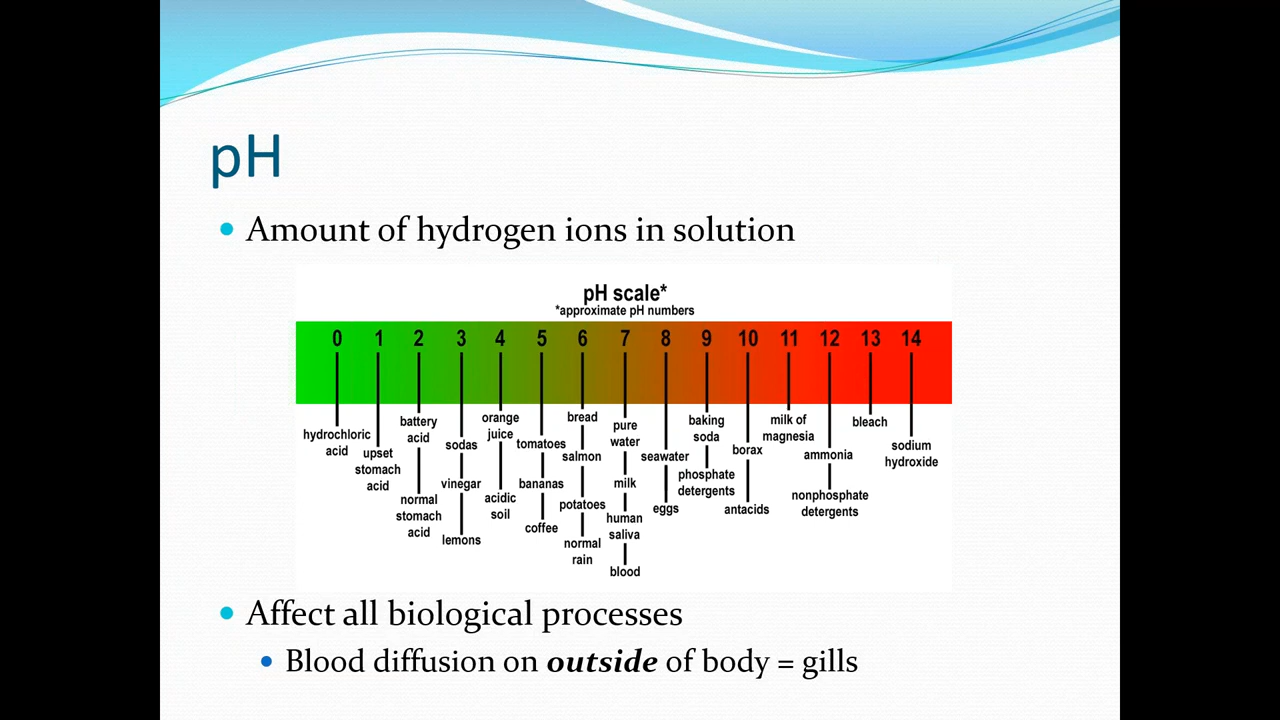 pH
Amount of hydrogen ions in solution
pH scale*
*approximate pH numbers
0 1 2 3 4 5 6 7 8 9 10 11 12 13 14
hydrochloric
acid
upset
stomach
acid
battery
acid
normal
stomach
acid
sodas
vinegar
lemons
orange
juice
acidic
soil
tomatoes
bananas
coffee
bread
salmon
potatoes
normal
rain
pure
water
milk
human
saliva
blood
seawater
eggs
baking
soda
phosphate
detergents
borax
antacids
milk of
magnesia
ammonia
nonphosphate
detergents
bleach
sodium
hydroxide
Affect all biological processes
Blood diffusion on outside of body = gills